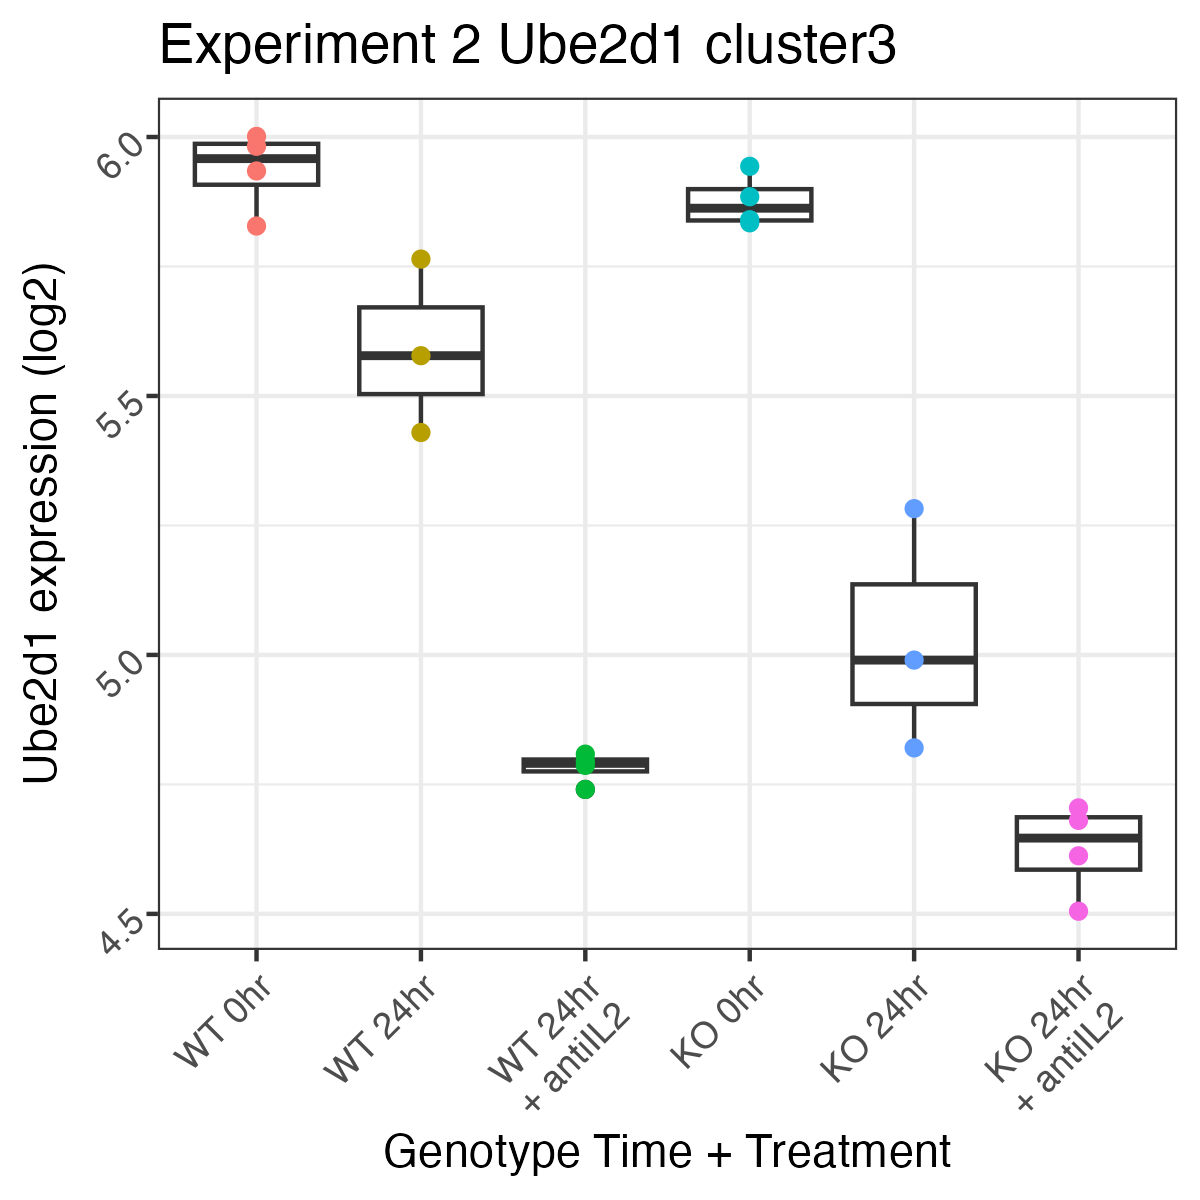 Experiment 2 Ube2d1 cluster3
Ube2d1 expression (log2)
6.0
5.5
5.0
4.5
WT 0hr
WT 24hr
WT 24hr
+ antiIL2
KO 0hr
KO 24hr
KO 24hr
+ antiIL2
Genotype Time + Treatment